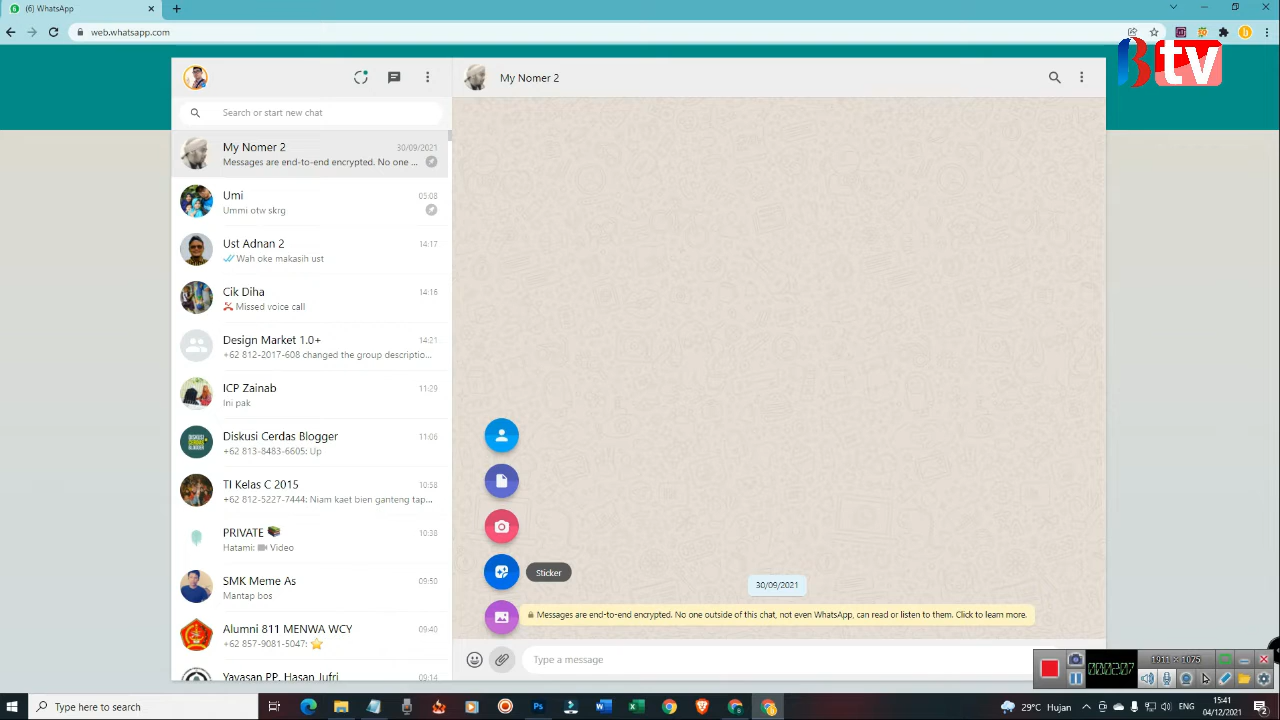 (6) WhatsApp
web.whatsapp.com
B tv
My Nomer 2
Search or start new chat
My Nomer 2
30/09/2021
Messages are end-to-end encrypted. No one ...
Umi
05:08
Ummi otw skrg
Ust Adnan 2
14:17
Wah oke makasih ust
Cik Diha
14:16
Missed voice call
Design Market 1.0+
14:21
+62 812-2017-608 changed the group descriptio...
ICP Zainab
11:29
Ini pak
Diskusi Cerdas Blogger
11:06
+62 813-8483-6605: Up
TI Kelas C 2015
10:58
+62 812-5227-7444: Niam kaet bien ganteng tap...
PRIVATE
10:38
Hatami: Video
SMK Meme As
09:50
Mantap bos
Alumni 811 MENWA WCY
09:40
+62 857-9081-5047:
Yayasan PP. Hasan Jufri
09:14
Sticker
30/09/2021
Messages are end-to-end encrypted. No one outside of this chat, not even WhatsApp, can read or listen to them. Click to learn more.
Type a message
00:02:07
1911 x 1075
Type here to search
29°C Hujan
15:41
04/12/2021